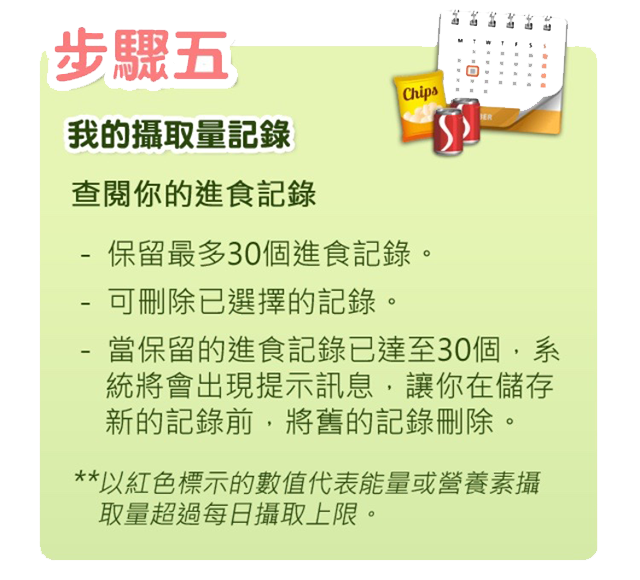 步驟五
M T W T F S S
Chips
我的攝取量記錄
查閱你的進食記錄
- 保留最多30個進食記錄。
- 可刪除已選擇的記錄。
- 當保留的進食記錄已達至30個，系
統將會出現提示訊息，讓你在儲存
新的記錄前，將舊的記錄刪除。
**以紅色標示的數值代表能量或營養素攝
取量超過每日攝取上限。